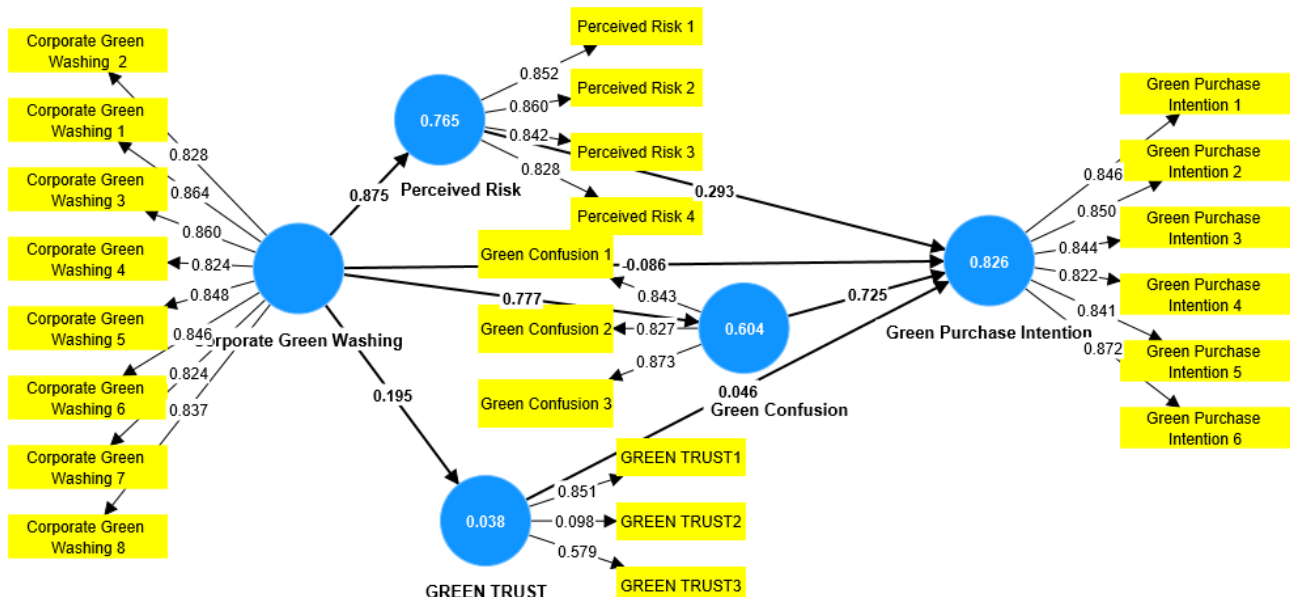 Corporate Green
Washing 2
Corporate Green
Washing 1
Corporate Green
Washing 3
Corporate Green
Washing 4
Corporate Green
Washing 5
Corporate Green
Washing 6
Corporate Green
Washing 7
Corporate Green
Washing 8
0.828
0.864
0.860
0.824
0.848
0.846
0.824
0.837
orporate Green Washing
0.875
0.777
0.195
-0.086
0.765
Perceived Risk
0.852
0.860
0.842
0.828
Perceived Risk 1
Perceived Risk 2
Perceived Risk 3
Perceived Risk 4
0.293
Green Confusion 1
Green Confusion 2
Green Confusion 3
0.843
0.827
0.873
0.604
Green Confusion
0.725
0.046
0.038
GREEN TRUST
0.851
0.098
0.579
GREEN TRUST1
GREEN TRUST2
GREEN TRUST3
0.826
Green Purchase Intention
0.846
0.850
0.844
0.822
0.841
0.872
Green Purchase
Intention 1
Green Purchase
Intention 2
Green Purchase
Intention 3
Green Purchase
Intention 4
Green Purchase
Intention 5
Green Purchase
Intention 6